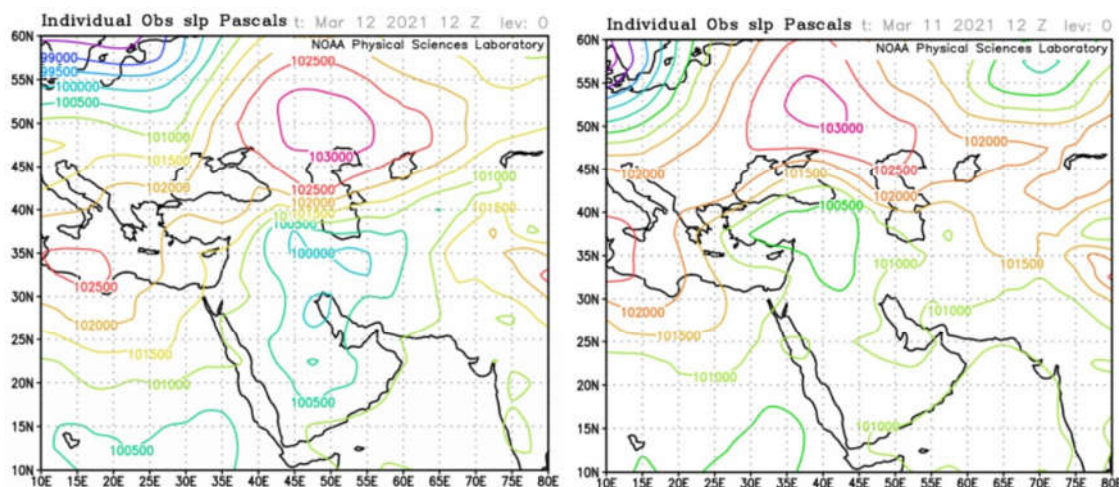 Individual Obs slp Pascals t: Mar 12 2021 12 Z lev: 0
NOAA Physical Sciences Laboratory
60N
55N
50N
45N
40N
35N
30N
25N
20N
15N
10N
99000
99500
100000
100500
101000
101500
102000
102500
103000
102500
102000
101500
100500
100000
101000
101500
102500
102000
101500
101000
100500
100500
10E 15E 20E 25E 30E 35E 40E 45E 50E 55E 60E 65E 70E 75E 80E
Individual Obs slp Pascals t: Mar 11 2021 12 Z lev: 0
NOAA Physical Sciences Laboratory
60N
55N
50N
45N
40N
35N
30N
25N
20N
15N
10N
103000
102000
102000
101500
102500
100500
101000
101500
102500
102000
101500
101000
101000
101000
10E 15E 20E 25E 30E 35E 40E 45E 50E 55E 60E 65E 70E 75E 80E